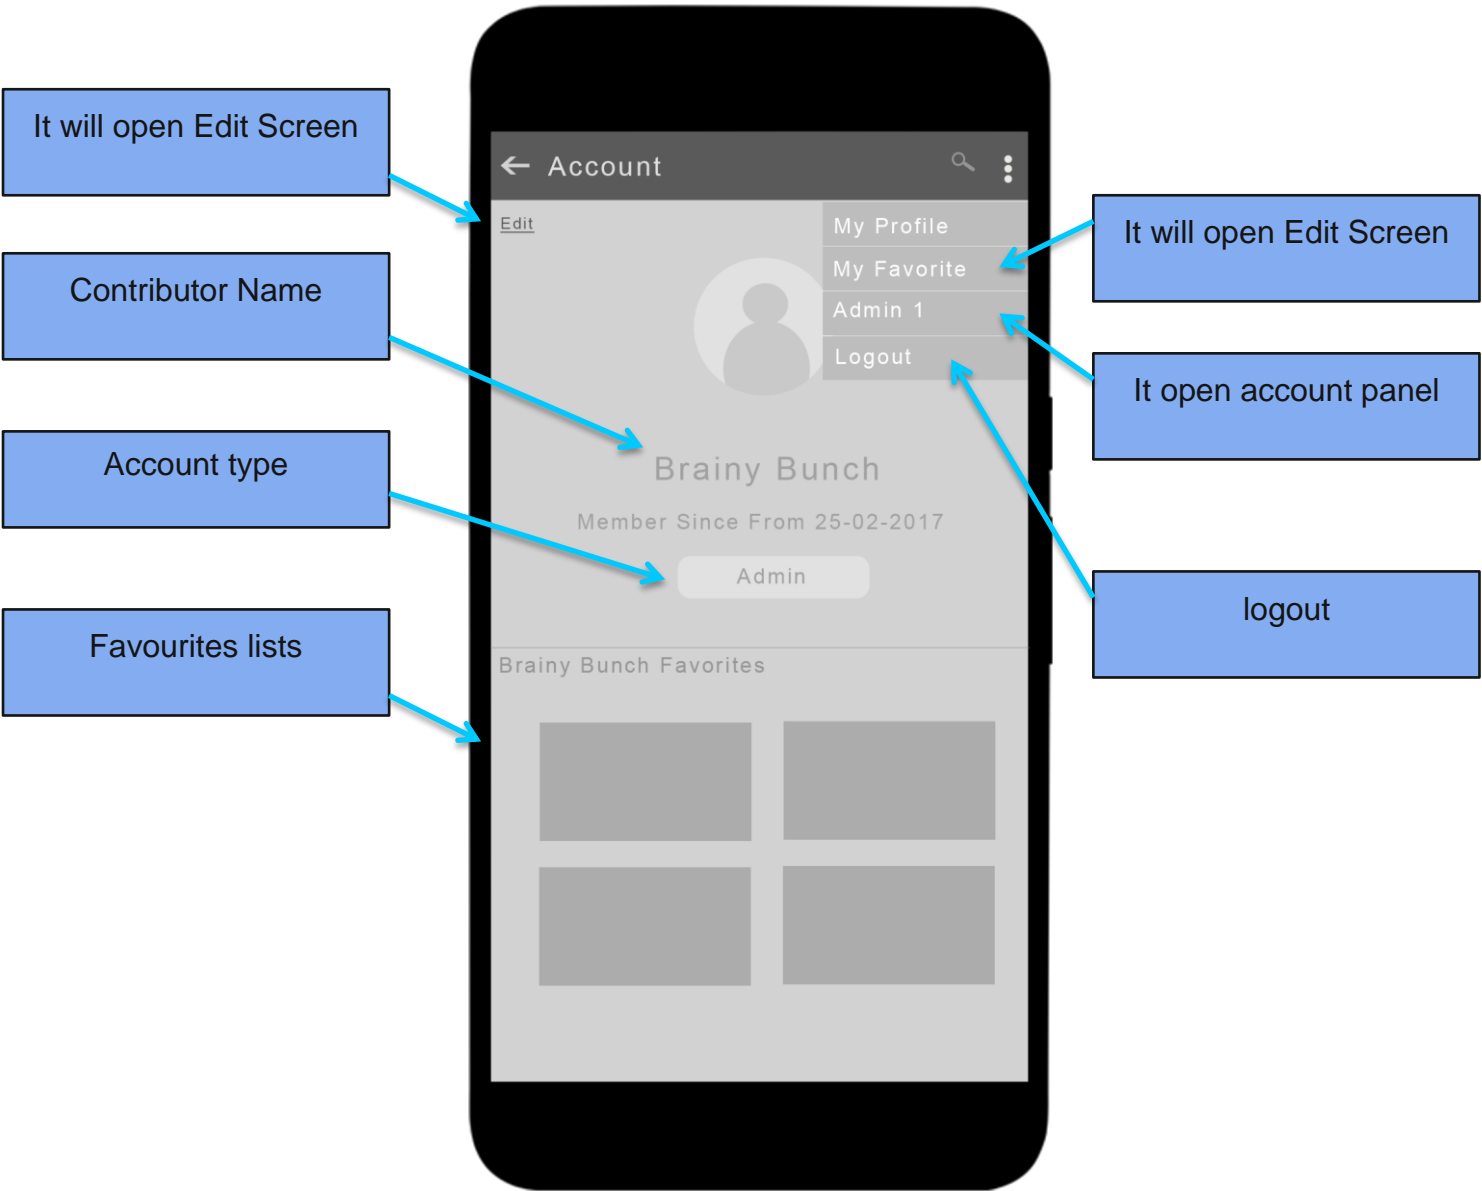 It will open Edit Screen
Contributor Name
Account type
Favourites lists
Account
Edit
My Profile
My Favorite
Admin 1
Logout
Brainy Bunch
Member Since From 25-02-2017
Admin
Brainy Bunch Favorites
It will open Edit Screen
It open account panel
logout